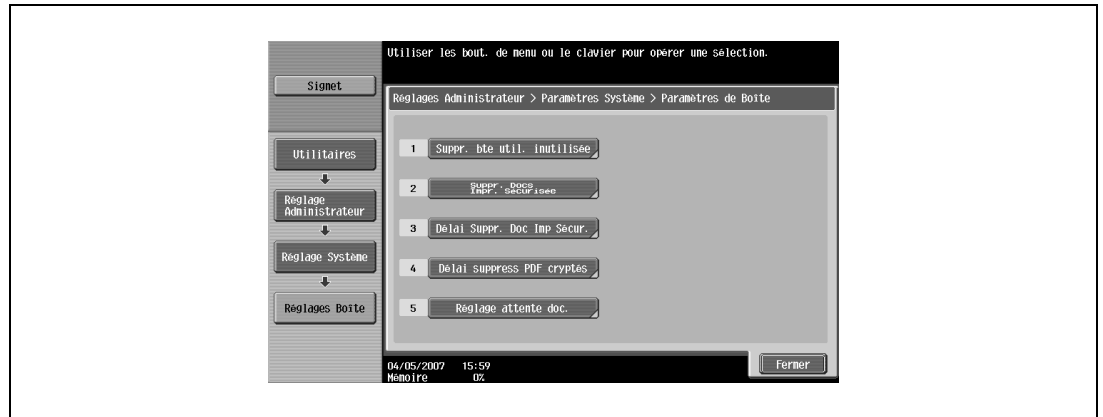 Utiliser les bout. de menu ou le clavier pour opérer une sélection.
Signet
Réglages Administrateur > Paramètres Système > Paramètres de Boîte
Utilitaires
Réglage
Administrateur
Réglage Système
Réglages Boîte
1 Suppr. bte util. inutilisée
2 Suppr. Docs
Impr. Sécurisée
3 Délai Suppr. Doc Imp Sécur.
4 Délai suppress PDF cryptés
5 Réglage attente doc.
04/05/2007 15:59
Mémoire 0%
Fermer